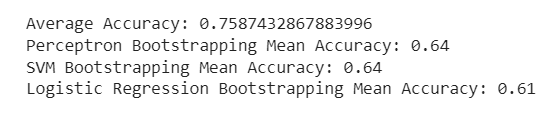 Average Accuracy: 0.7587432867883996
Perceptron Bootstrapping Mean Accuracy: 0.64
SVM Bootstrapping Mean Accuracy: 0.64
Logistic Regression Bootstrapping Mean Accuracy: 0.61